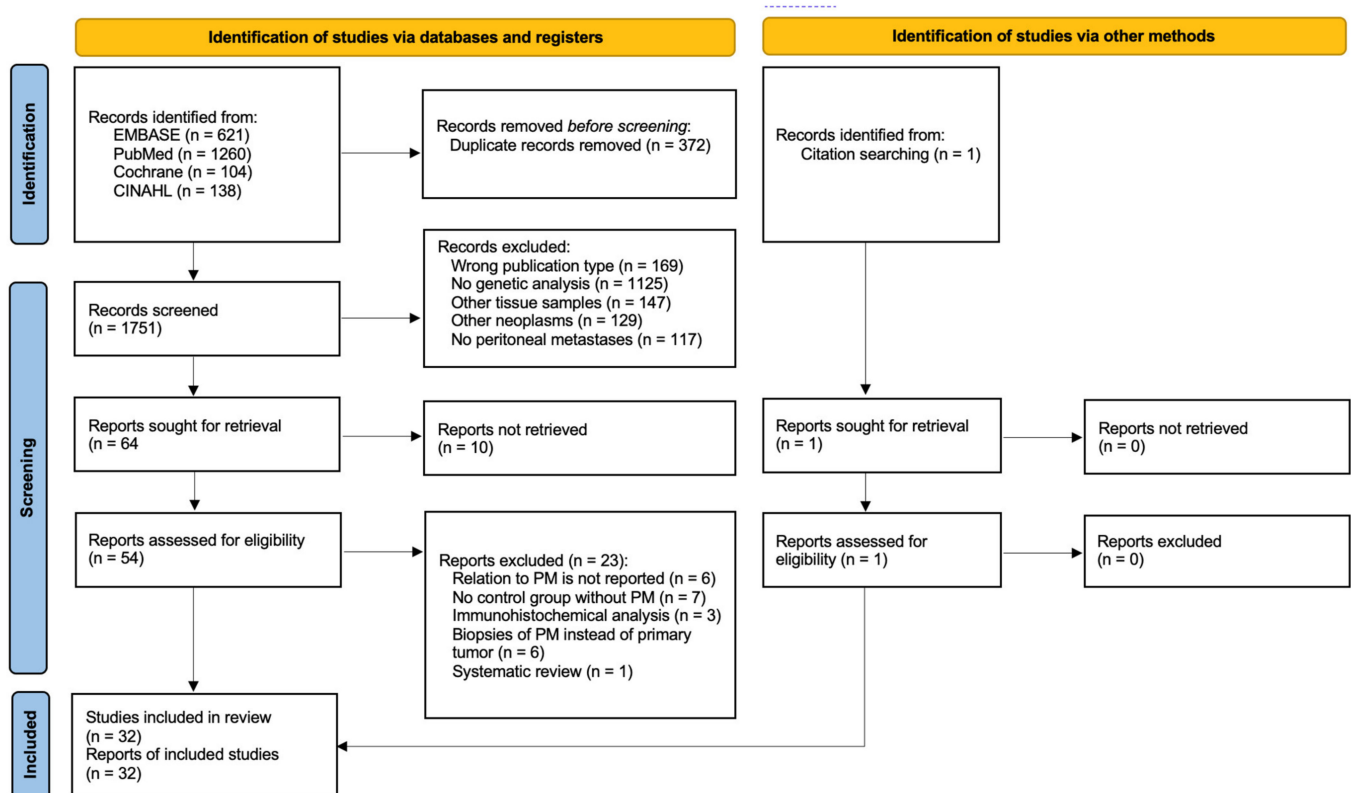 Identification of studies via databases and registers
Identification of studies via other methods
Identification
Records identified from:
EMBASE (n = 621)
PubMed (n = 1260)
Cochrane (n = 104)
CINAHL (n = 138)
Records removed before screening:
Duplicate records removed (n = 372)
Records identified from:
Citation searching (n = 1)
Screening
Records screened
(n = 1751)
Records excluded:
Wrong publication type (n = 169)
No genetic analysis (n = 1125)
Other tissue samples (n = 147)
Other neoplasms (n = 129)
No peritoneal metastases (n = 117)
Reports sought for retrieval
(n = 64
Reports not retrieved
(n = 10)
Reports sought for retrieval
(n = 1)
Reports not retrieved
(n = 0)
Reports assessed for eligibility
(n = 54)
Reports excluded (n = 23):
Relation to PM is not reported (n = 6)
No control group without PM (n = 7)
Immunohistochemical analysis (n = 3)
Biopsies of PM instead of primary
tumor (n = 6)
Systematic review (n = 1)
Reports assessed for
eligibility (n = 1)
Reports excluded
(n = 0)
Included
Studies included in review
(n = 32)
Reports of included studies
(n = 32)